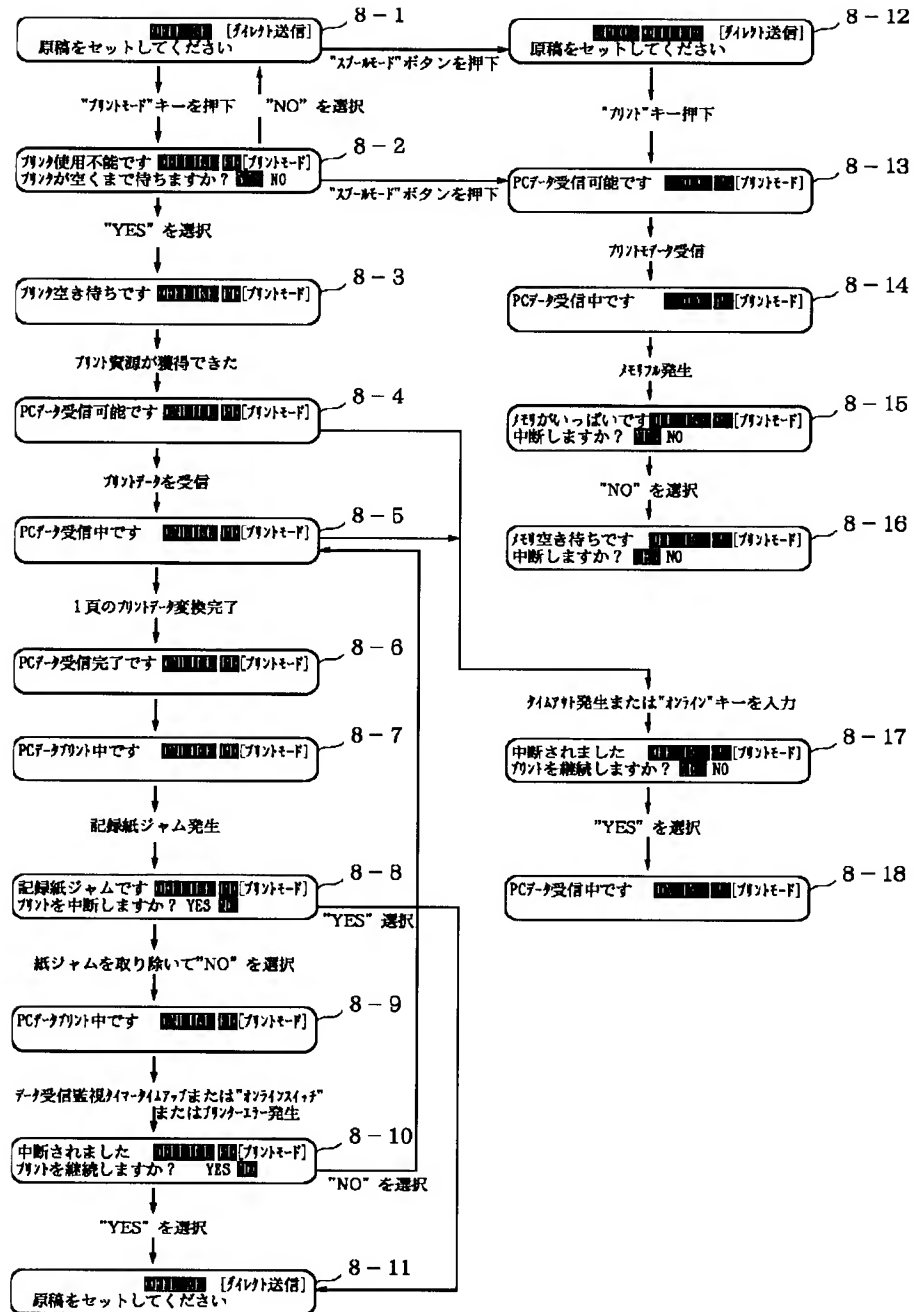 8－1
[ﾀﾞｲﾚｸﾄ送信]
原稿をセットしてください
"ﾌﾟﾘﾝﾄﾓｰﾄﾞ"キーを押下
"NO" を選択
"ｽﾌﾟｰﾙﾓｰﾄﾞ"ボタンを押下
8－2
ﾌﾟﾘﾝﾀ使用不能です [ﾌﾟﾘﾝﾄﾓｰﾄﾞ]
ﾌﾟﾘﾝﾀが空くまで待ちますか？ NO
"YES" を選択
"ｽﾌﾟｰﾙﾓｰﾄﾞ"ボタンを押下
8－3
ﾌﾟﾘﾝﾀ空き待ちです [ﾌﾟﾘﾝﾄﾓｰﾄﾞ]
ﾌﾟﾘﾝﾄ資源が獲得できた
8－4
PCﾃﾞｰﾀ受信可能です [ﾌﾟﾘﾝﾄﾓｰﾄﾞ]
ﾌﾟﾘﾝﾄﾃﾞｰﾀを受信
8－5
PCﾃﾞｰﾀ受信中です [ﾌﾟﾘﾝﾄﾓｰﾄﾞ]
1頁のﾌﾟﾘﾝﾄﾃﾞｰﾀ変換完了
8－6
PCﾃﾞｰﾀ受信完了です [ﾌﾟﾘﾝﾄﾓｰﾄﾞ]
8－7
PCﾃﾞｰﾀﾌﾟﾘﾝﾄ中です [ﾌﾟﾘﾝﾄﾓｰﾄﾞ]
記録紙ジャム発生
8－8
記録紙ジャムです [ﾌﾟﾘﾝﾄﾓｰﾄﾞ]
ﾌﾟﾘﾝﾄを中断しますか？ YES
"YES" 選択
紙ジャムを取り除いて"NO" を選択
8－9
PCﾃﾞｰﾀﾌﾟﾘﾝﾄ中です [ﾌﾟﾘﾝﾄﾓｰﾄﾞ]
ﾃﾞｰﾀ受信監視ﾀｲﾏｰﾀｲﾑｱｯﾌﾟまたは"ｵﾝﾗｲﾝｽｲｯﾁ"
またはﾌﾟﾘﾝﾀｰｴﾗｰ発生
8－10
中断されました [ﾌﾟﾘﾝﾄﾓｰﾄﾞ]
ﾌﾟﾘﾝﾄを継続しますか？ YES
"NO" を選択
"YES" を選択
8－11
[ﾀﾞｲﾚｸﾄ送信]
原稿をセットしてください
8－12
[ﾀﾞｲﾚｸﾄ送信]
原稿をセットしてください
"ﾌﾟﾘﾝﾄ"キー押下
8－13
PCﾃﾞｰﾀ受信可能です [ﾌﾟﾘﾝﾄﾓｰﾄﾞ]
ﾌﾟﾘﾝﾄﾓﾃﾞｰﾀ受信
8－14
PCﾃﾞｰﾀ受信中です [ﾌﾟﾘﾝﾄﾓｰﾄﾞ]
ﾒﾓﾘﾌﾙ発生
8－15
ﾒﾓﾘがいっぱいです [ﾌﾟﾘﾝﾄﾓｰﾄﾞ]
中断しますか？ NO
"NO" を選択
8－16
ﾒﾓﾘ空き待ちです [ﾌﾟﾘﾝﾄﾓｰﾄﾞ]
中断しますか？ NO
ﾀｲﾑｱｳﾄ発生または"ｵﾝﾗｲﾝ"キーを入力
8－17
中断されました [ﾌﾟﾘﾝﾄﾓｰﾄﾞ]
ﾌﾟﾘﾝﾄを継続しますか？ NO
"YES" を選択
8－18
PCﾃﾞｰﾀ受信中です [ﾌﾟﾘﾝﾄﾓｰﾄﾞ]